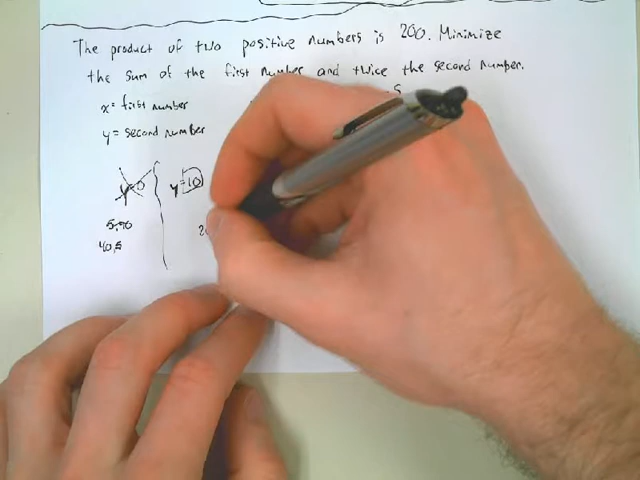 The product of two positive numbers is 200. Minimize
the sum of the first number and twice the second number.
x = first number
y = second number
y=10
5,40
40,5